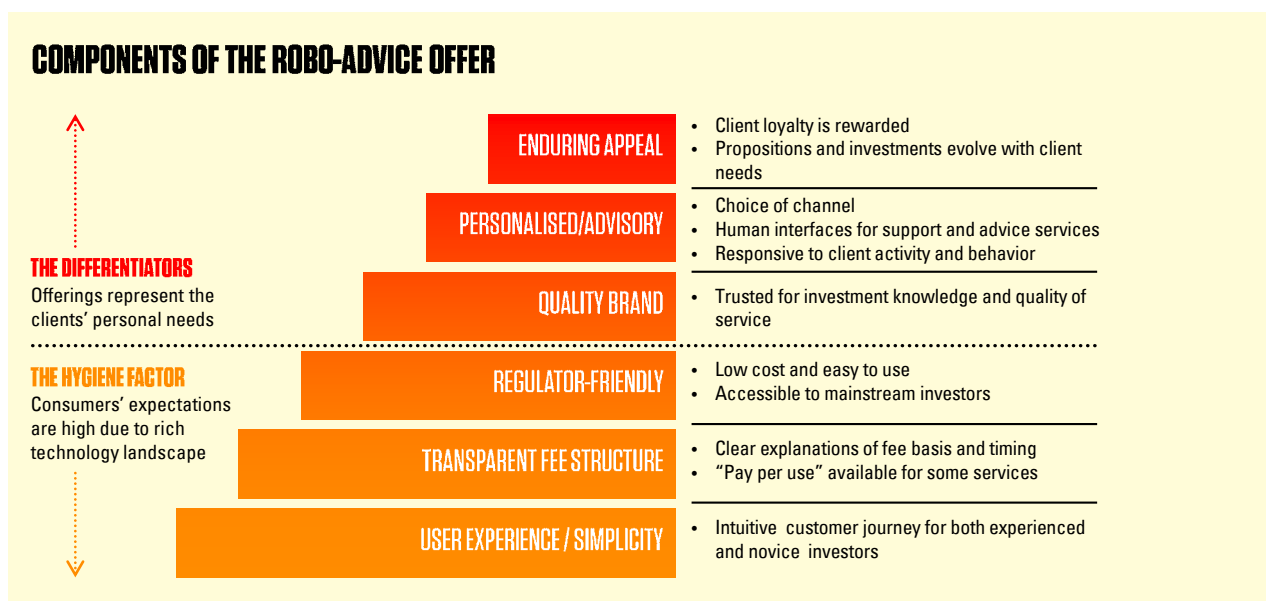 COMPONENTS OF THE ROBO-ADVICE OFFER
ENDURING APPEAL
• Client loyalty is rewarded
• Propositions and investments evolve with client
needs
PERSONALISED/ADVISORY
• Choice of channel
• Human interfaces for support and advice services
• Responsive to client activity and behavior
THE DIFFERENTIATORS
Offerings represent the
clients’ personal needs
QUALITY BRAND
• Trusted for investment knowledge and quality of
service
THE HYGIENE FACTOR
Consumers’ expectations
are high due to rich
technology landscape
REGULATOR-FRIENDLY
• Low cost and easy to use
• Accessible to mainstream investors
TRANSPARENT FEE STRUCTURE
• Clear explanations of fee basis and timing
• “Pay per use” available for some services
USER EXPERIENCE / SIMPLICITY
• Intuitive customer journey for both experienced
and novice investors